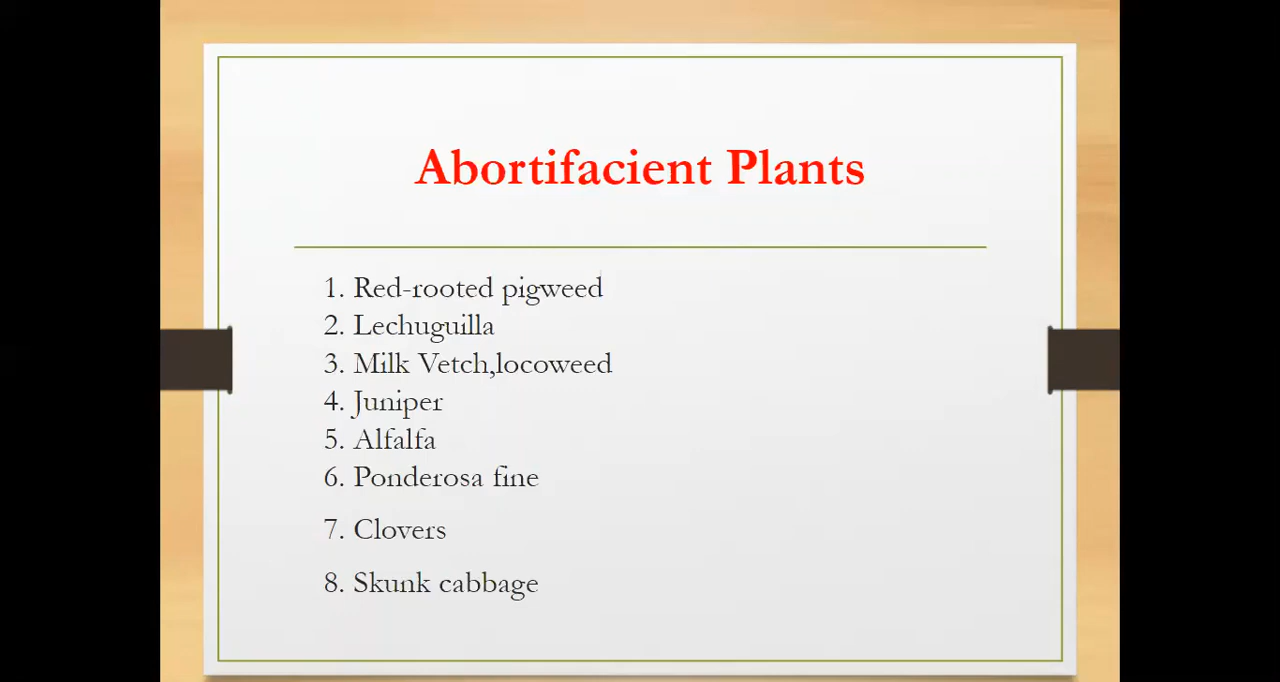 Abortifacient Plants
1. Red-rooted pigweed
2. Lechuguilla
3. Milk Vetch,locoweed
4. Juniper
5. Alfalfa
6. Ponderosa fine
7. Clovers
8. Skunk cabbage